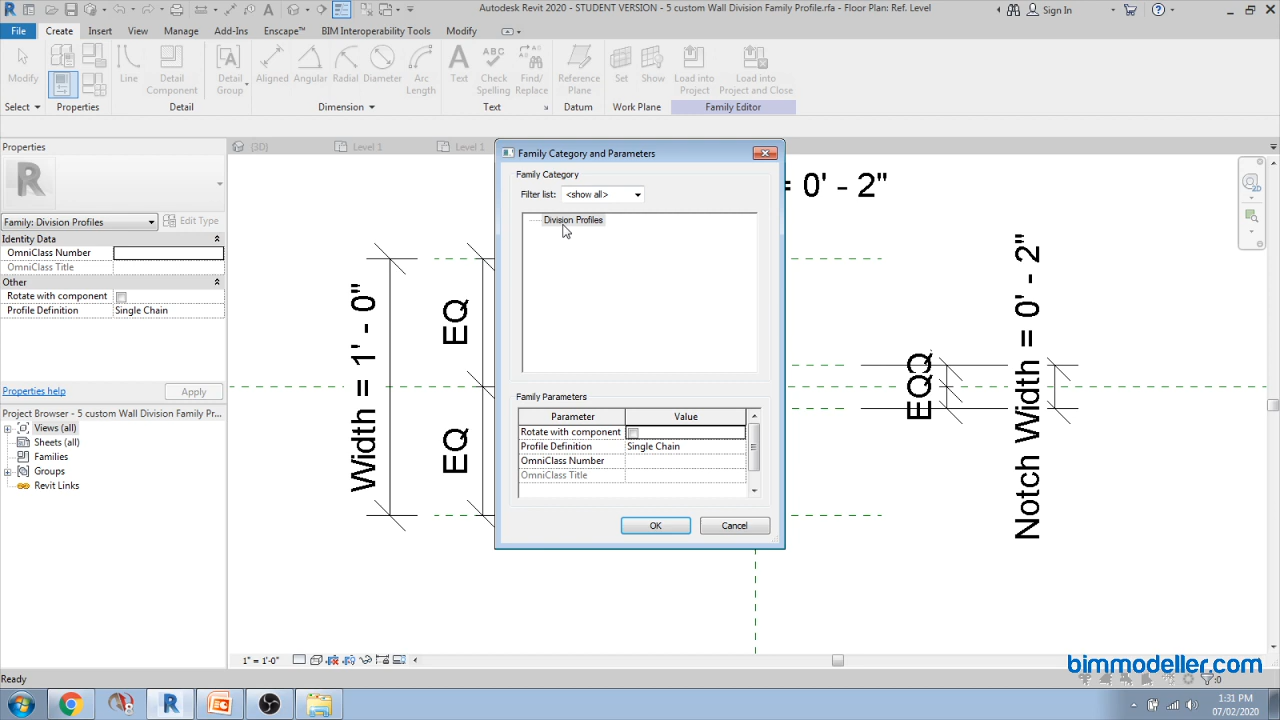 Autodesk Revit 2020 - STUDENT VERSION - 5 custom Wall Division Family Profile.rfa - Floor Plan: Ref. Level
Sign In
File Create Insert View Manage Add-Ins Enscape™ BIM Interoperability Tools Modify
Modify
Line
Detail Component
Detail Group
Aligned
Angular
Radial
Diameter
Arc Length
Text
Check Spelling
Find/ Replace
Reference Plane
Set
Show
Load into Project
Load into Project and Close
Select
Properties
Detail
Dimension
Text
Datum
Work Plane
Family Editor
Properties
R
Family: Division Profiles
Edit Type
Identity Data
OmniClass Number
OmniClass Title
Other
Rotate with component
Profile Definition Single Chain
Properties help
Apply
Project Browser - 5 custom Wall Division Family Pr...
Views (all)
Sheets (all)
Families
Groups
Revit Links
{3D}
Level 1
Level 1
Family Category and Parameters
Family Category
Filter list: <show all>
Division Profiles
Family Parameters
Parameter Value
Rotate with component
Profile Definition Single Chain
OmniClass Number
OmniClass Title
OK
Cancel
= 0' - 2"
Width = 1' - 0"
EQ
EQ
EQQ
Notch Width = 0' - 2"
2D
1" = 1'-0"
Ready
:0
bimmodeller.com
1:31 PM
07/02/2020